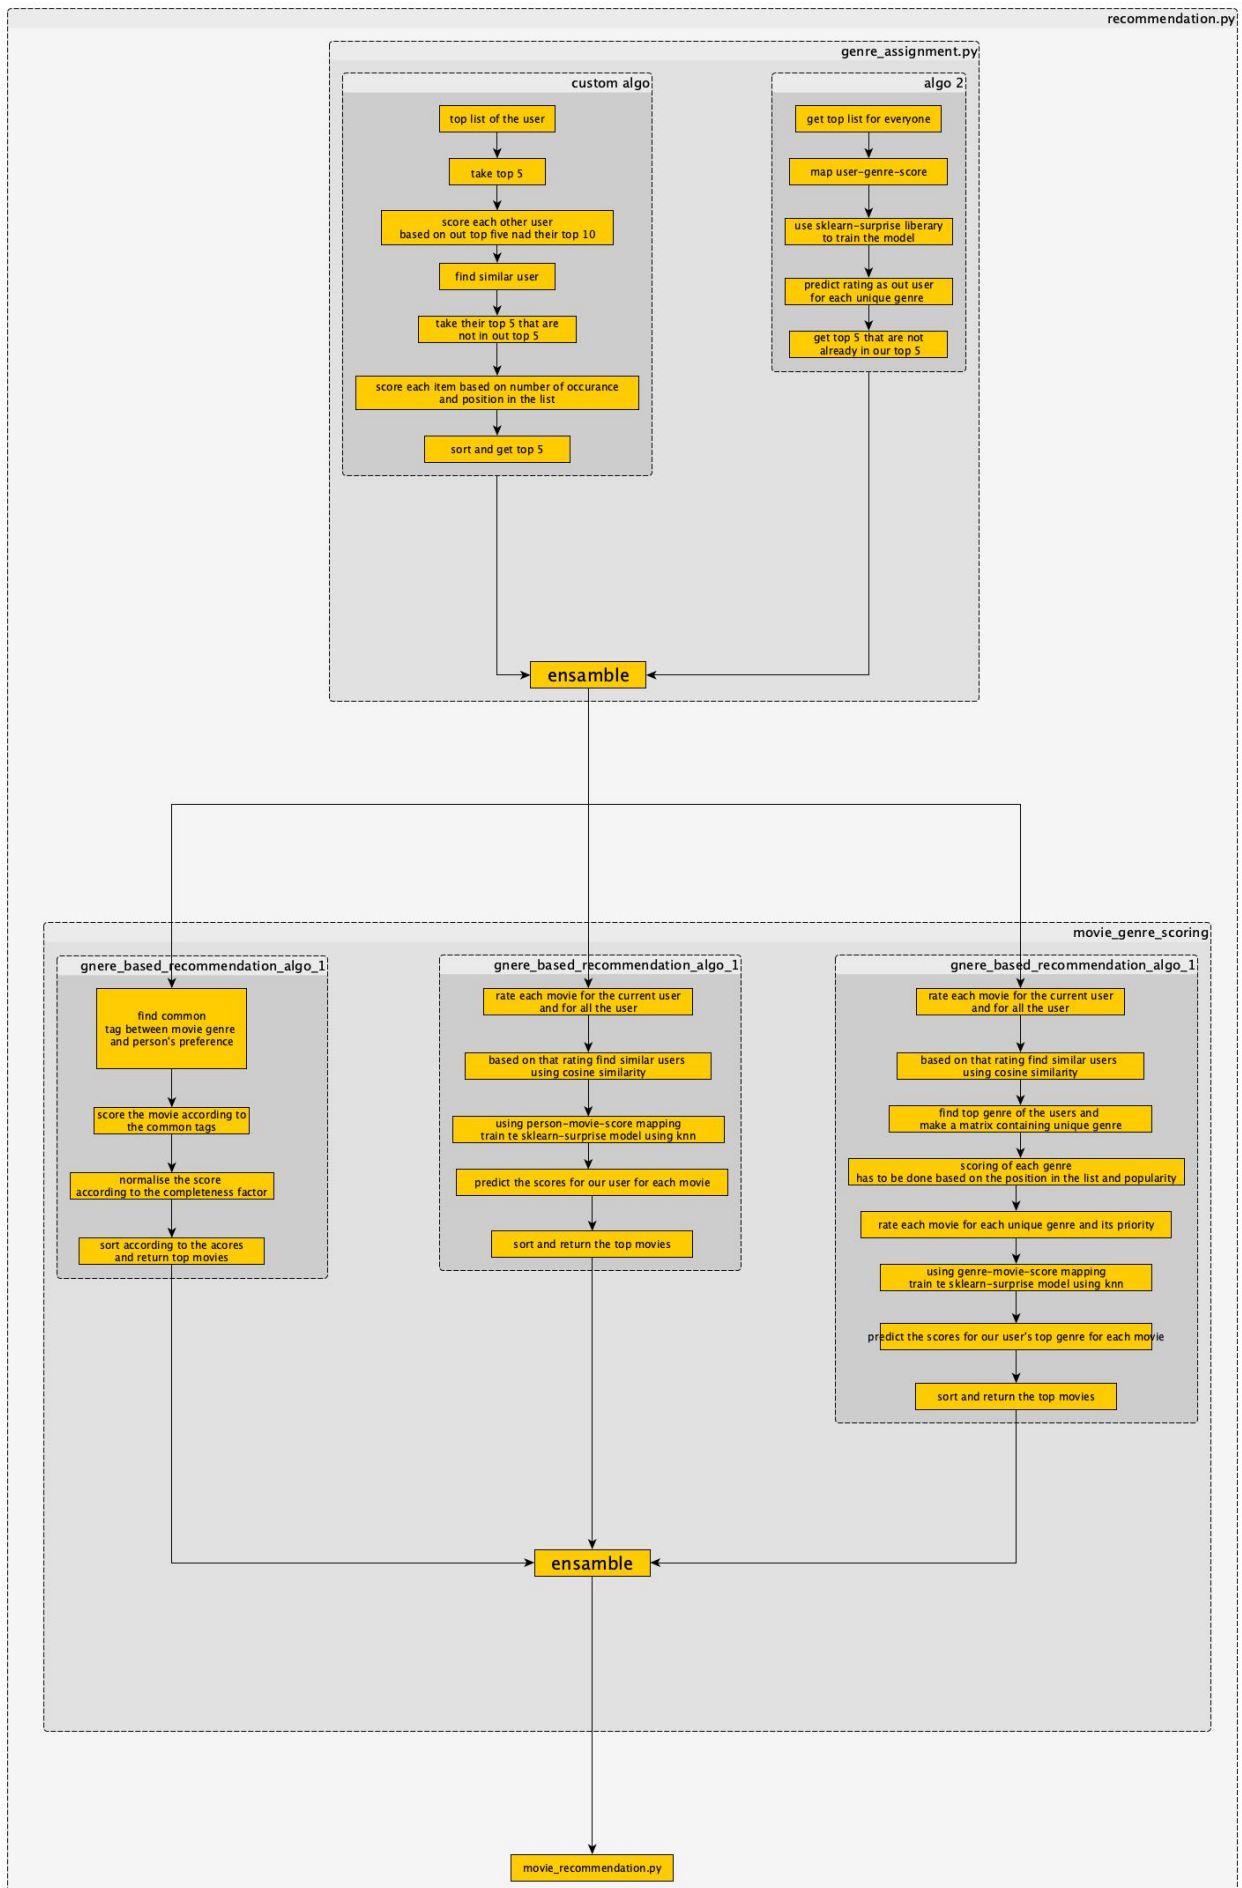 recommendation.py
genre_assignment.py
custom algo
top list of the user
take top 5
score each other user
based on out top five nad their top 10
find similar user
take their top 5 that are
not in out top 5
score each item based on number of occurance
and position in the list
sort and get top 5
algo 2
get top list for everyone
map user-genre-score
use sklearn-surprise liberary
to train the model
predict rating as out user
for each unique genre
get top 5 that are not
already in our top 5
ensamble
movie_genre_scoring
gnere_based_recommendation_algo_1
find common
tag between movie genre
and person's preference
score the movie according to
the common tags
normalise the score
according to the completeness factor
sort according to the acores
and return top movies
gnere_based_recommendation_algo_1
rate each movie for the current user
and for all the user
based on that rating find similar users
using cosine similarity
using person-movie-score mapping
train te sklearn-surprise model using knn
predict the scores for our user for each movie
sort and return the top movies
gnere_based_recommendation_algo_1
rate each movie for the current user
and for all the user
based on that rating find similar users
using cosine similarity
find top genre of the users and
make a matrix containing unique genre
scoring of each genre
has to be done based on the position in the list and popularity
rate each movie for each unique genre and its priority
using genre-movie-score mapping
train te sklearn-surprise model using knn
predict the scores for our user's top genre for each movie
sort and return the top movies
ensamble
movie_recommendation.py